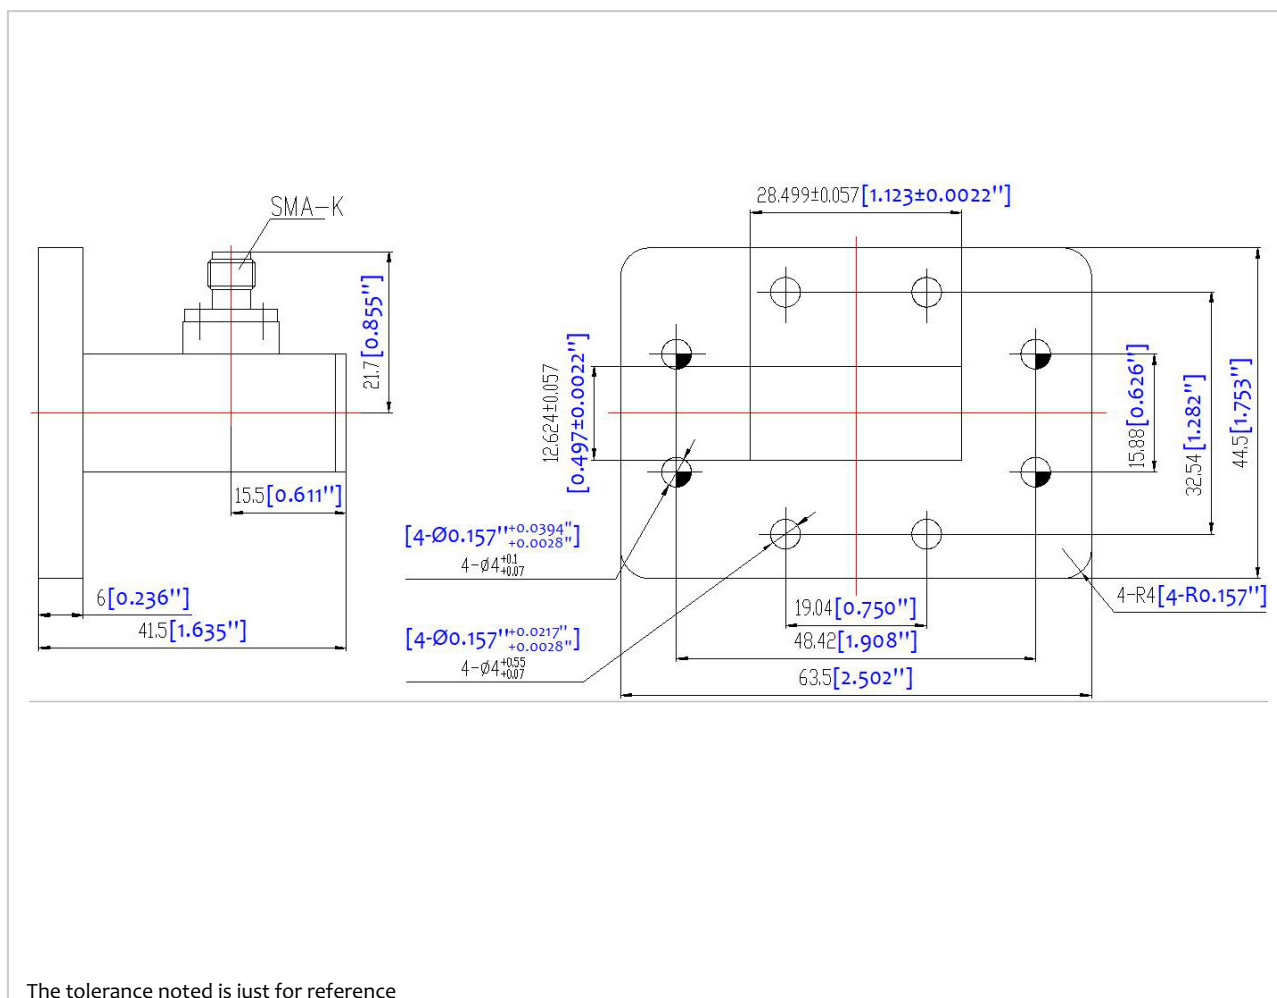 SMA-K
28.499±0.057[1.123±0.0022'']
21.7[0.855'']
12.624±0.057
[0.497±0.0022'']
15.88[0.626'']
32.54[1.282'']
44.5[1.753'']
15.5[0.611'']
[4-Ø0.157''+0.0394'' +0.0028'']
4-Ø4+0.1 +0.07
6[0.236'']
41.5[1.635'']
[4-Ø0.157''+0.0217'' +0.0028'']
4-Ø4+0.55 +0.07
19.04[0.750'']
48.42[1.908'']
63.5[2.502'']
4-R4[4-R0.157'']
The tolerance noted is just for reference